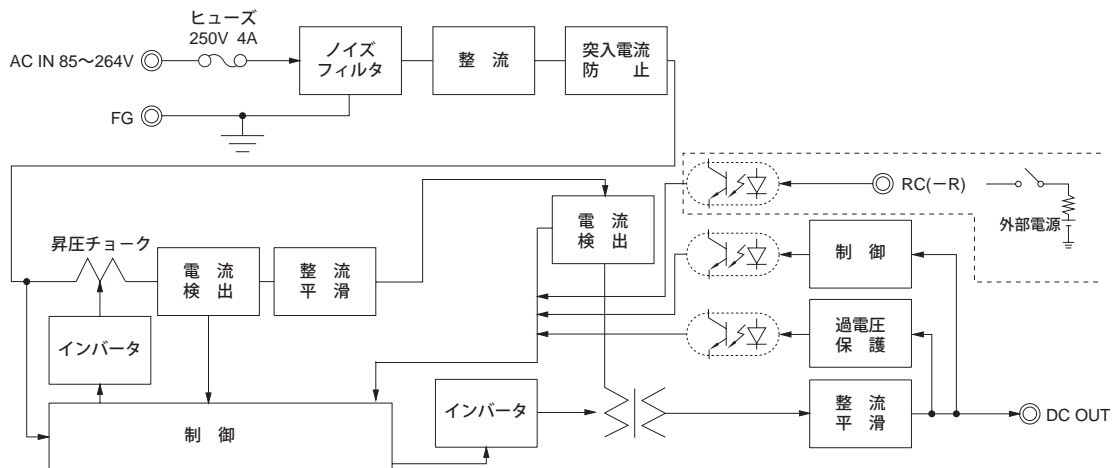 ヒューズ
250V 4A
AC IN 85～264V
ノイズ
フィルタ
整 流
突入電流
防 止
FG
RC(－R)
外部電源
電 流
検 出
昇圧チョーク
電 流
検 出
整 流
平 滑
制 御
過電圧
保 護
インバータ
インバータ
整 流
平 滑
DC OUT
制 御